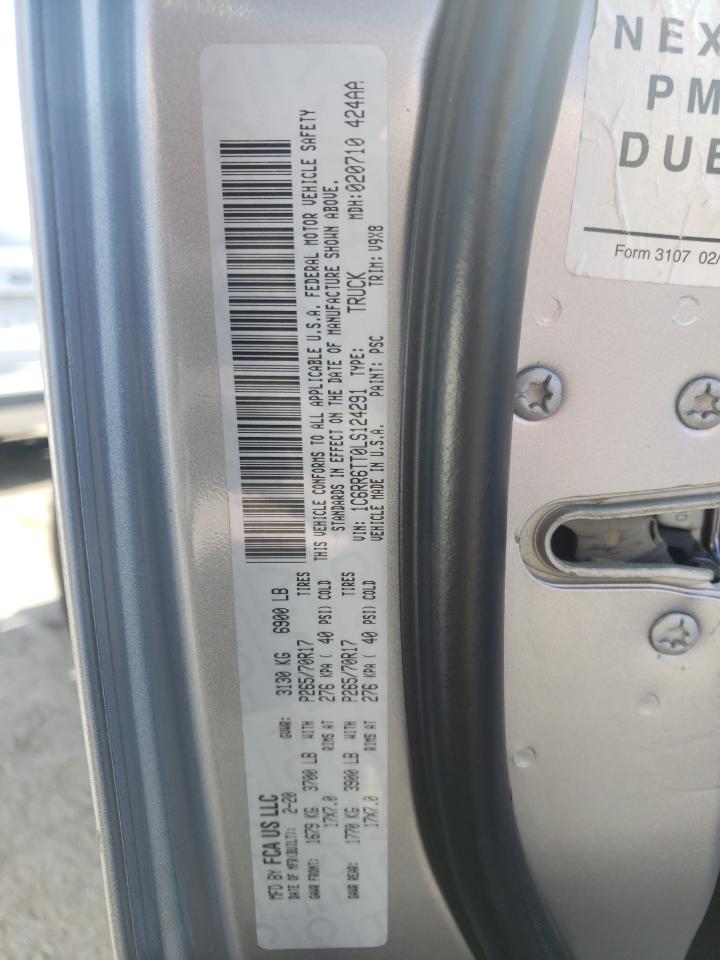 MFD BY FCA US LLC
DATE OF MFR(BUILT): 2-20 GVWR: 3130 KG 6900 LB
GAWR FRONT: 1679 KG 3700 LB WITH P265/70R17 TIRES
17X7.0 RIMS AT 276 KPA ( 40 PSI) COLD
GAWR REAR: 1770 KG 3900 LB WITH P265/70R17 TIRES
17X7.0 RIMS AT 276 KPA ( 40 PSI) COLD
THIS VEHICLE CONFORMS TO ALL APPLICABLE U.S.A. FEDERAL MOTOR VEHICLE SAFETY
STANDARDS IN EFFECT ON THE DATE OF MANUFACTURE SHOWN ABOVE.
VIN: 1C6RR6TT0LS124291 TYPE: TRUCK MDH: 020710 424AA
VEHICLE MADE IN U.S.A. PAINT: PSC TRIM: V9X8
NEX
PM
DUE
Form 3107 02/